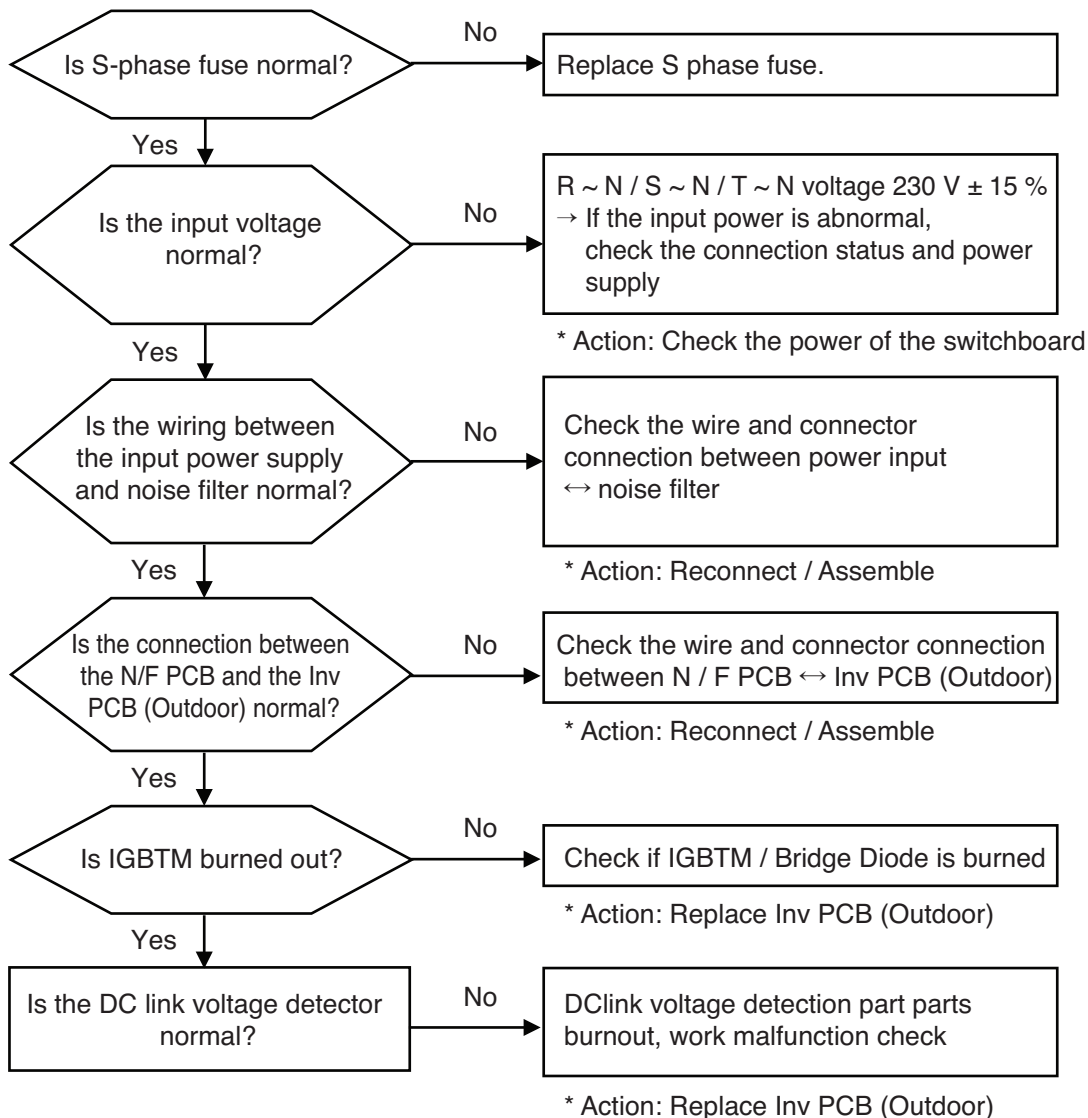 Is S-phase fuse normal?
No
Replace S phase fuse.
Yes
Is the input voltage
normal?
No
R ~ N / S ~ N / T ~ N voltage 230 V ± 15 %
→ If the input power is abnormal,
check the connection status and power
supply
* Action: Check the power of the switchboard
Yes
Is the wiring between
the input power supply
and noise filter normal?
No
Check the wire and connector
connection between power input
↔ noise filter
* Action: Reconnect / Assemble
Yes
Is the connection between
the N/F PCB and the Inv
PCB (Outdoor) normal?
No
Check the wire and connector connection
between N / F PCB ↔ Inv PCB (Outdoor)
* Action: Reconnect / Assemble
Yes
Is IGBTM burned out?
No
Check if IGBTM / Bridge Diode is burned
* Action: Replace Inv PCB (Outdoor)
Yes
Is the DC link voltage detector
normal?
No
DClink voltage detection part parts
burnout, work malfunction check
* Action: Replace Inv PCB (Outdoor)